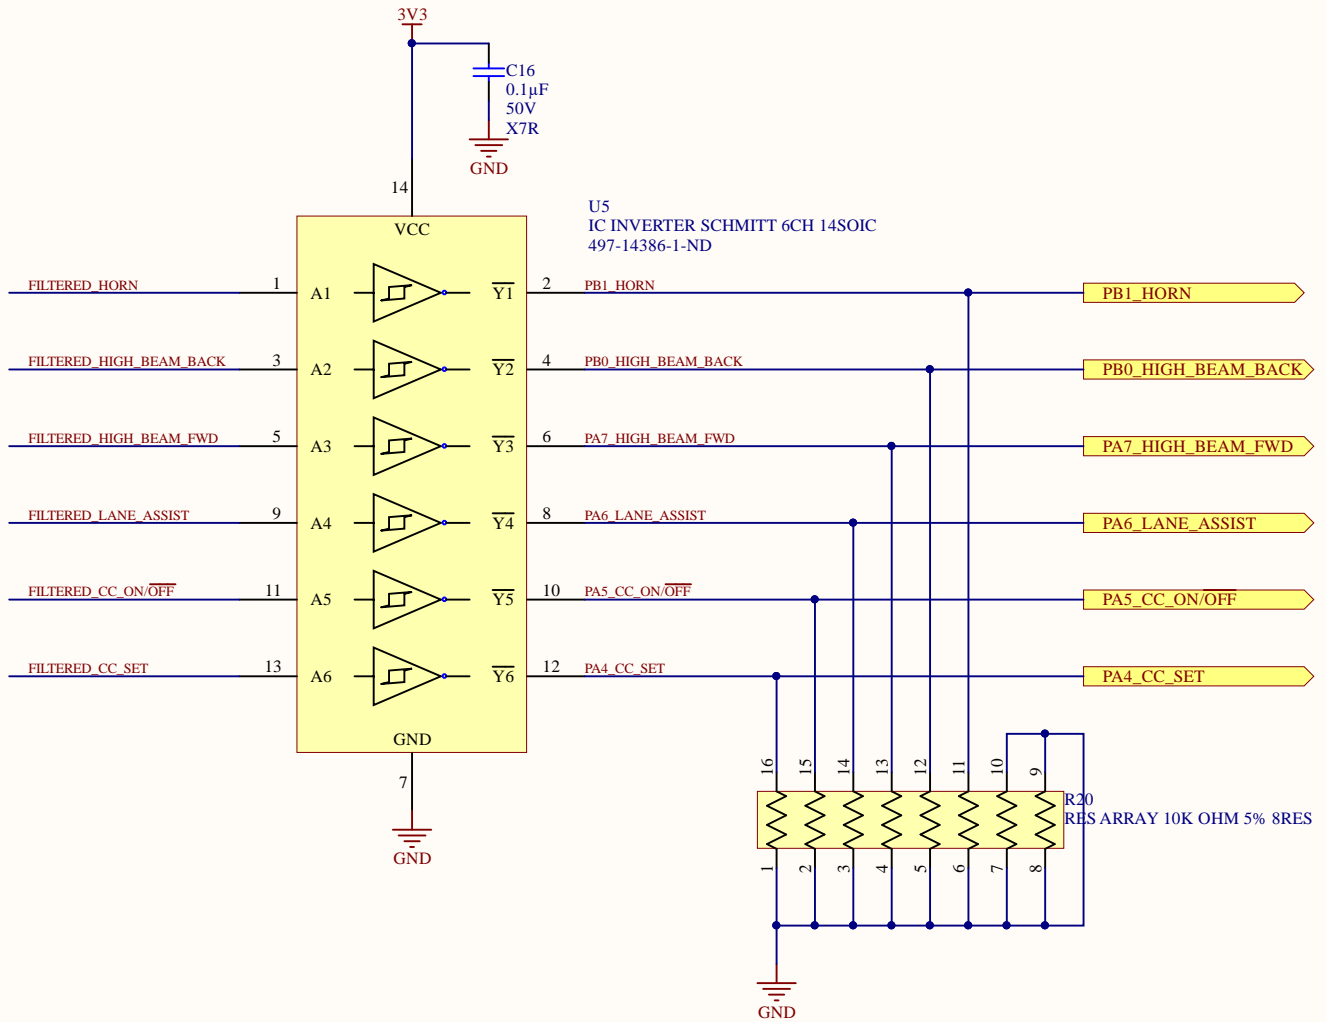 3V3
C16
0.1µF
50V
X7R
GND
14
VCC
U5
IC INVERTER SCHMITT 6CH 14SOIC
497-14386-1-ND
FILTERED_HORN 1 A1 Y1 2 PB1_HORN PB1_HORN
FILTERED_HIGH_BEAM_BACK 3 A2 Y2 4 PB0_HIGH_BEAM_BACK PB0_HIGH_BEAM_BACK
FILTERED_HIGH_BEAM_FWD 5 A3 Y3 6 PA7_HIGH_BEAM_FWD PA7_HIGH_BEAM_FWD
FILTERED_LANE_ASSIST 9 A4 Y4 8 PA6_LANE_ASSIST PA6_LANE_ASSIST
FILTERED_CC_ON/OFF 11 A5 Y5 10 PA5_CC_ON/OFF PA5_CC_ON/OFF
FILTERED_CC_SET 13 A6 Y6 12 PA4_CC_SET PA4_CC_SET
GND
7
GND
16 15 14 13 12 11 10 9
R20
RES ARRAY 10K OHM 5% 8RES
1 2 3 4 5 6 7 8
GND